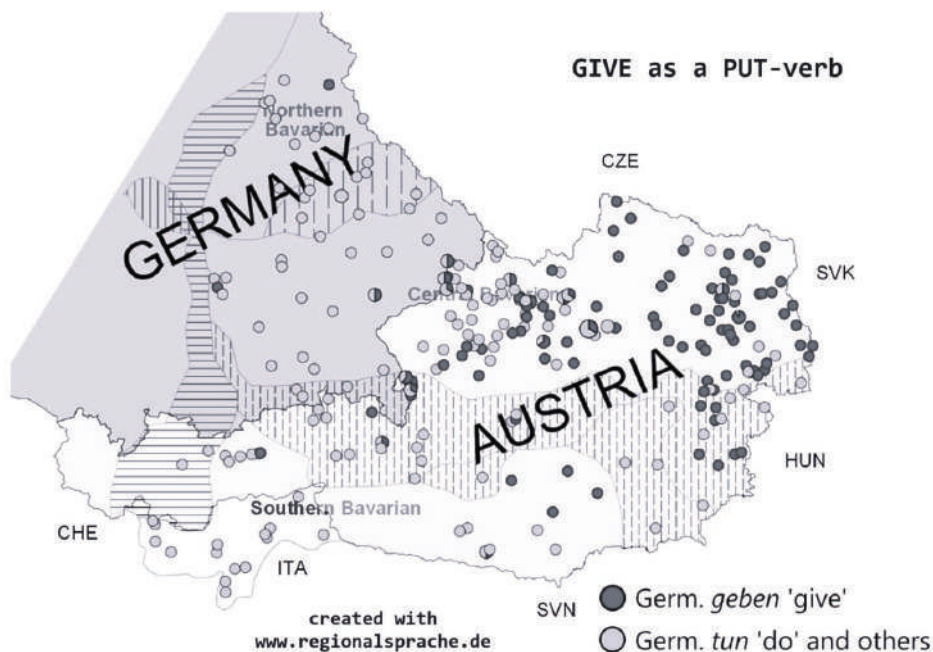 GIVE as a PUT-verb
Northern
Bavarian
GERMANY
CZE
SVK
Central Bavarian
AUSTRIA
HUN
CHE
Southern Bavarian
ITA
SVN
created with
www.regionalsprache.de
Germ. geben 'give'
Germ. tun 'do' and others